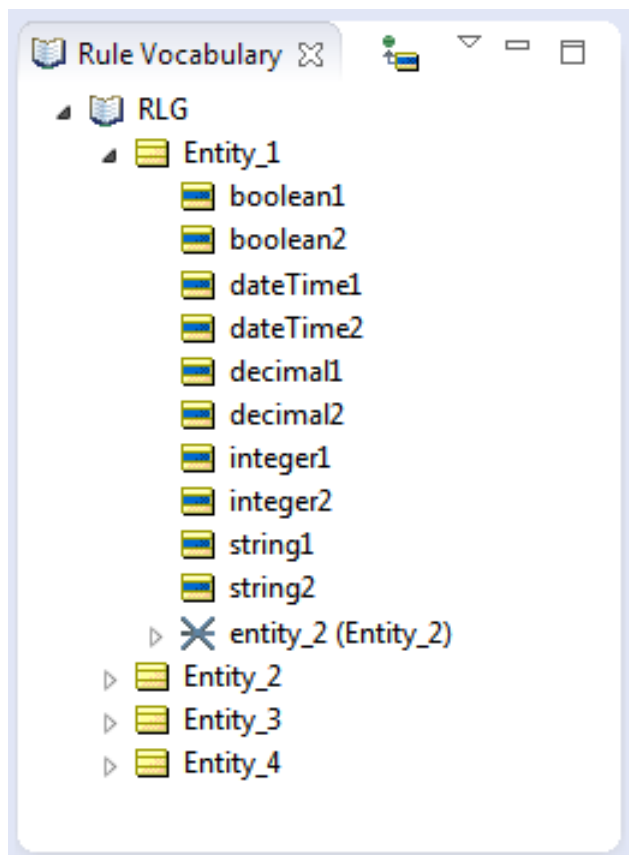 Rule Vocabulary
RLG
Entity_1
boolean1
boolean2
dateTime1
dateTime2
decimal1
decimal2
integer1
integer2
string1
string2
entity_2 (Entity_2)
Entity_2
Entity_3
Entity_4